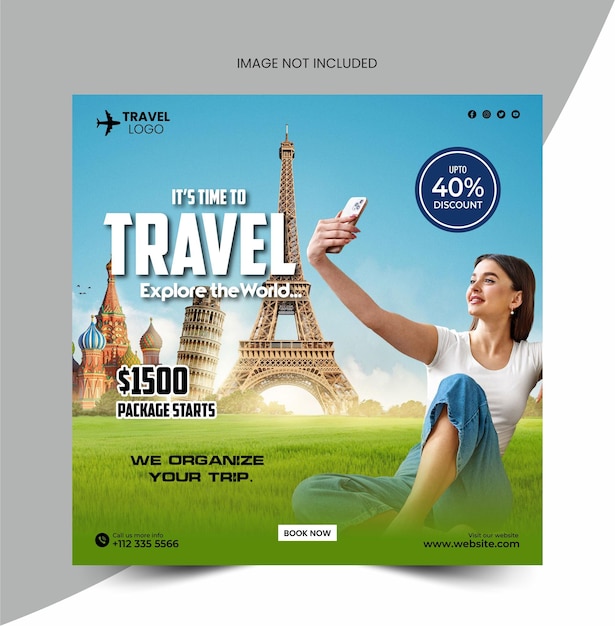 IMAGE NOT INCLUDED
TRAVEL
LOGO
UPTO
40%
DISCOUNT
IT'S TIME TO
TRAVEL
Explore the World...
$1500
PACKAGE STARTS
WE ORGANIZE
YOUR TRIP.
Call us more info
+112 335 5566
BOOK NOW
Visit our website
www.website.com